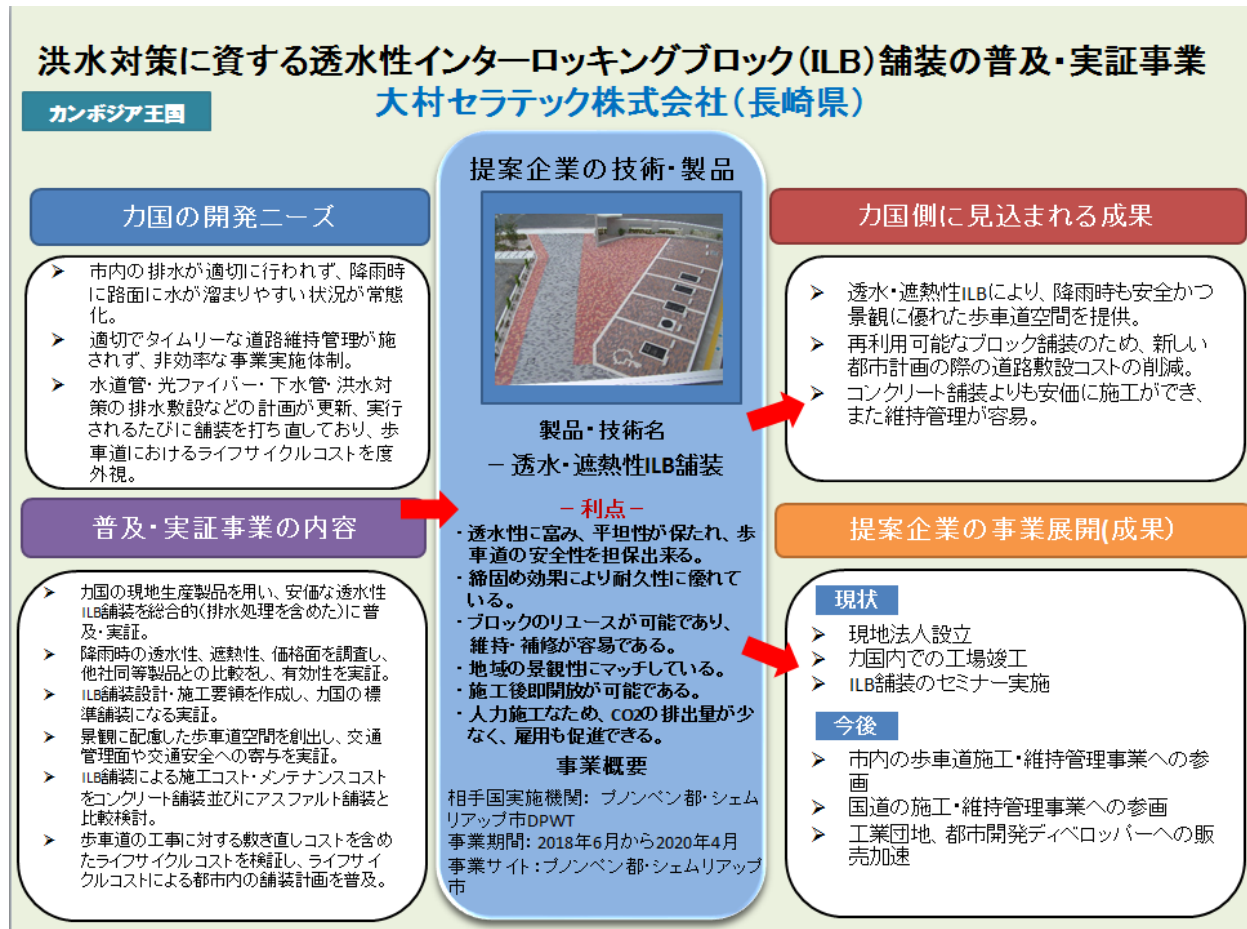 洪水対策に資する透水性インターロッキングブロック(ILB)舗装の普及・実証事業
大村セラテック株式会社(長崎県)
カンボジア王国
カ国の開発ニーズ
➢ 市内の排水が適切に行われず、降雨時
に路面に水が溜まりやすい状況が常態
化。
➢ 適切でタイムリーな道路維持管理が施
されず、非効率な事業実施体制。
➢ 水道管・光ファイバー・下水管・洪水対
策の排水敷設などの計画が更新、実行
されるたびに舗装を打ち直しており、歩
車道におけるライフサイクルコストを度
外視。
普及・実証事業の内容
➢ カ国の現地生産製品を用い、安価な透水性
ILB舗装を総合的(排水処理を含めた)に普
及・実証。
➢ 降雨時の透水性、遮熱性、価格面を調査し、
他社同等製品との比較をし、有効性を実証。
➢ ILB舗装設計・施工要領を作成し、カ国の標
準舗装になる実証。
➢ 景観に配慮した歩車道空間を創出し、交通
管理面や交通安全への寄与を実証。
➢ ILB舗装による施工コスト・メンテナンスコスト
をコンクリート舗装並びにアスファルト舗装と
比較検討。
➢ 歩車道の工事に対する敷き直しコストを含め
たライフサイクルコストを検証し、ライフサイ
クルコストによる都市内の舗装計画を普及。
提案企業の技術・製品
製品・技術名
－透水・遮熱性ILB舗装
－利点－
・透水性に富み、平坦性が保たれ、歩
車道の安全性を担保出来る。
・締固め効果により耐久性に優れて
いる。
・ブロックのリユースが可能であり、
維持・補修が容易である。
・地域の景観性にマッチしている。
・施工後即開放が可能である。
・人力施工なため、CO2の排出量が少
なく、雇用も促進できる。
事業概要
相手国実施機関: プノンペン都・シェム
リアップ市DPWT
事業期間: 2018年6月から2020年4月
事業サイト:プノンペン都・シェムリアップ
市
カ国側に見込まれる成果
➢ 透水・遮熱性ILBにより、降雨時も安全かつ
景観に優れた歩車道空間を提供。
➢ 再利用可能なブロック舗装のため、新しい
都市計画の際の道路敷設コストの削減。
➢ コンクリート舗装よりも安価に施工ができ、
また維持管理が容易。
提案企業の事業展開(成果)
現状
➢ 現地法人設立
➢ カ国内での工場竣工
➢ ILB舗装のセミナー実施
今後
➢ 市内の歩車道施工・維持管理事業への参
画
➢ 国道の施工・維持管理事業への参画
➢ 工業団地、都市開発ディベロッパーへの販
売加速